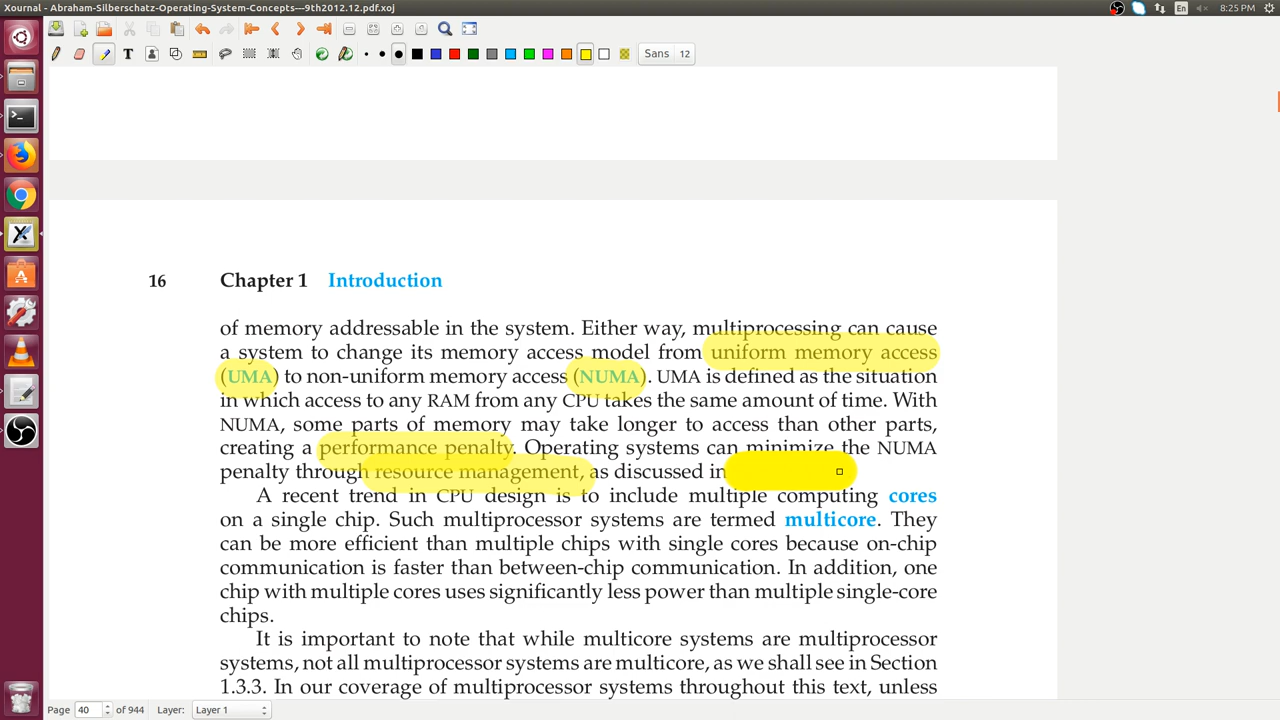 Xournal - Abraham-Silberschatz-Operating-System-Concepts---9th2012.12.pdf.xoj
En
8:25 PM
T
Sans 12
16 Chapter 1 Introduction
of memory addressable in the system. Either way, multiprocessing can cause
a system to change its memory access model from uniform memory access
(UMA) to non-uniform memory access (NUMA). UMA is defined as the situation
in which access to any RAM from any CPU takes the same amount of time. With
NUMA, some parts of memory may take longer to access than other parts,
creating a performance penalty. Operating systems can minimize the NUMA
penalty through resource management, as discussed in
A recent trend in CPU design is to include multiple computing cores
on a single chip. Such multiprocessor systems are termed multicore. They
can be more efficient than multiple chips with single cores because on-chip
communication is faster than between-chip communication. In addition, one
chip with multiple cores uses significantly less power than multiple single-core
chips.
It is important to note that while multicore systems are multiprocessor
systems, not all multiprocessor systems are multicore, as we shall see in Section
1.3.3. In our coverage of multiprocessor systems throughout this text, unless
Page 40 of 944 Layer: Layer 1